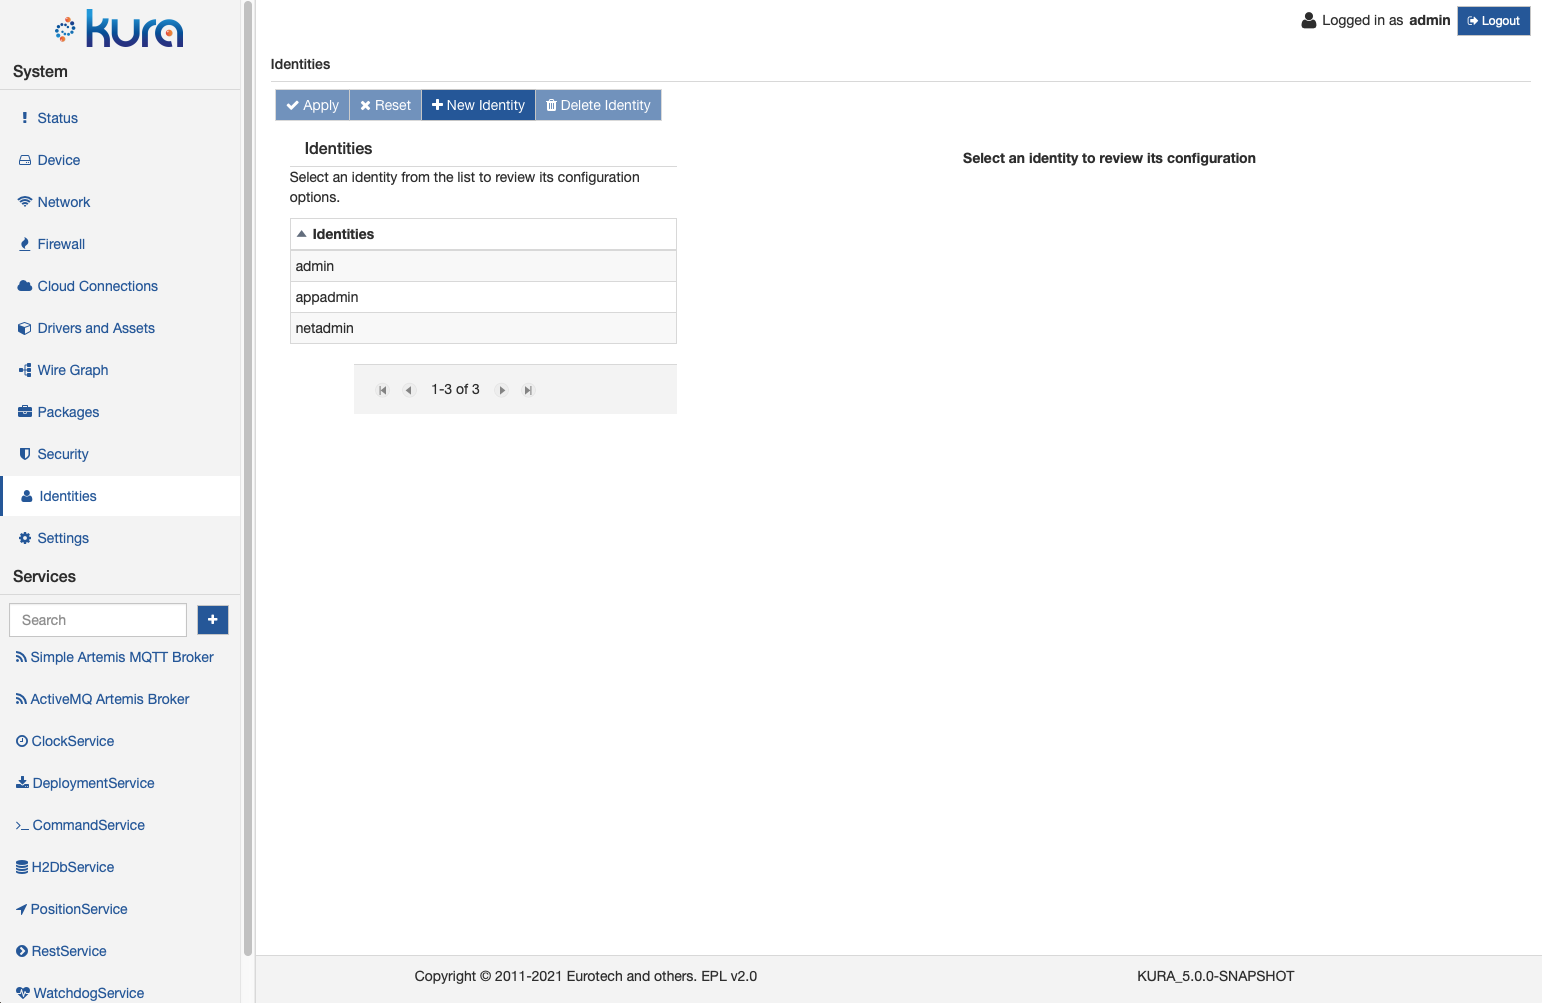 kura
System
Status
Device
Network
Firewall
Cloud Connections
Drivers and Assets
Wire Graph
Packages
Security
Identities
Settings
Services
Search
Simple Artemis MQTT Broker
ActiveMQ Artemis Broker
ClockService
DeploymentService
CommandService
H2DbService
PositionService
RestService
WatchdogService
Logged in as admin Logout
Identities
Apply Reset New Identity Delete Identity
Identities
Select an identity from the list to review its configuration
options.
Identities
admin
appadmin
netadmin
1-3 of 3
Select an identity to review its configuration
Copyright © 2011-2021 Eurotech and others. EPL v2.0
KURA_5.0.0-SNAPSHOT